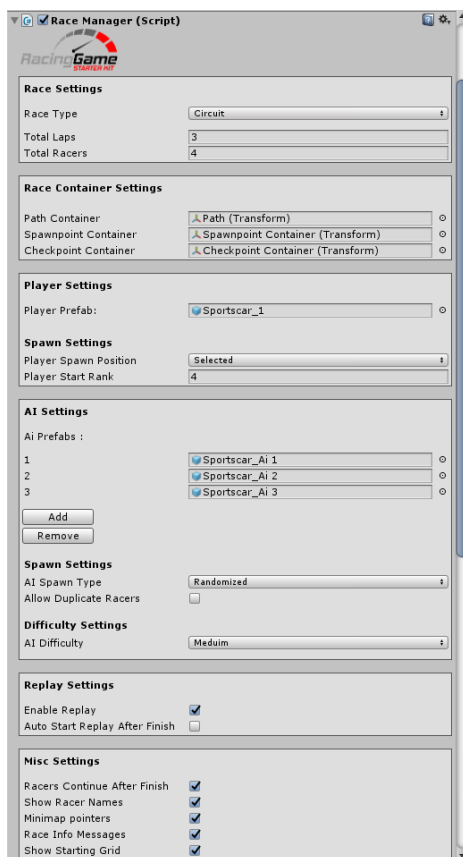 Race Manager (Script)
RacingGame
STARTER KIT
Race Settings
Race Type Circuit
Total Laps 3
Total Racers 4
Race Container Settings
Path Container Path (Transform)
Spawnpoint Container Spawnpoint Container (Transform)
Checkpoint Container Checkpoint Container (Transform)
Player Settings
Player Prefab: Sportscar_1
Spawn Settings
Player Spawn Position Selected
Player Start Rank 4
AI Settings
Ai Prefabs :
1 Sportscar_Ai 1
2 Sportscar_Ai 2
3 Sportscar_Ai 3
Add
Remove
Spawn Settings
AI Spawn Type Randomized
Allow Duplicate Racers
Difficulty Settings
AI Difficulty Meduim
Replay Settings
Enable Replay
Auto Start Replay After Finish
Misc Settings
Racers Continue After Finish
Show Racer Names
Minimap pointers
Race Info Messages
Show Starting Grid